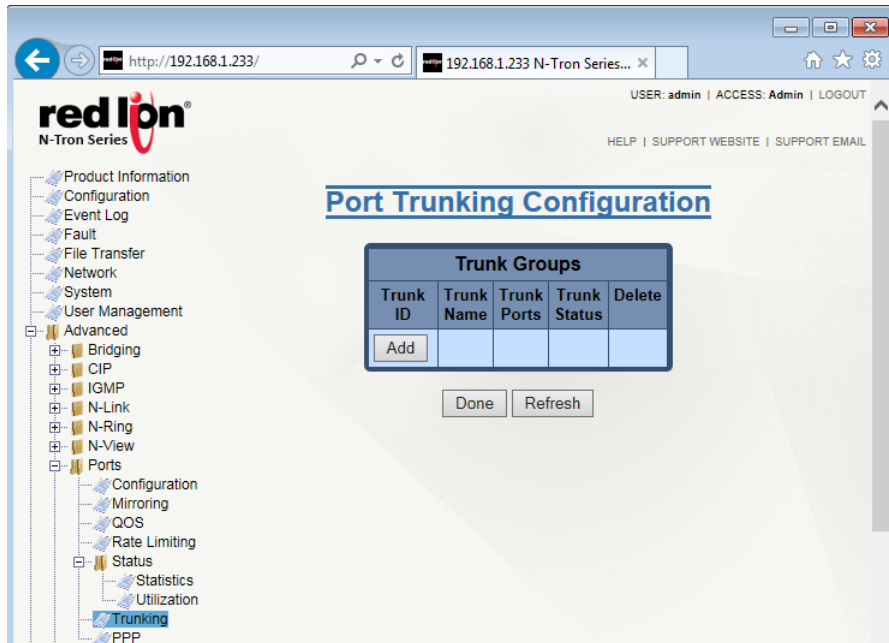 http://192.168.1.233/
192.168.1.233 N-Tron Series...
USER: admin | ACCESS: Admin | LOGOUT
red lion®
N-Tron Series
HELP | SUPPORT WEBSITE | SUPPORT EMAIL
Product Information
Configuration
Event Log
Fault
File Transfer
Network
System
User Management
Advanced
Bridging
CIP
IGMP
N-Link
N-Ring
N-View
Ports
Configuration
Mirroring
QOS
Rate Limiting
Status
Statistics
Utilization
Trunking
PPP
Port Trunking Configuration
Trunk Groups
Trunk ID Trunk Name Trunk Ports Trunk Status Delete
Add
Done Refresh